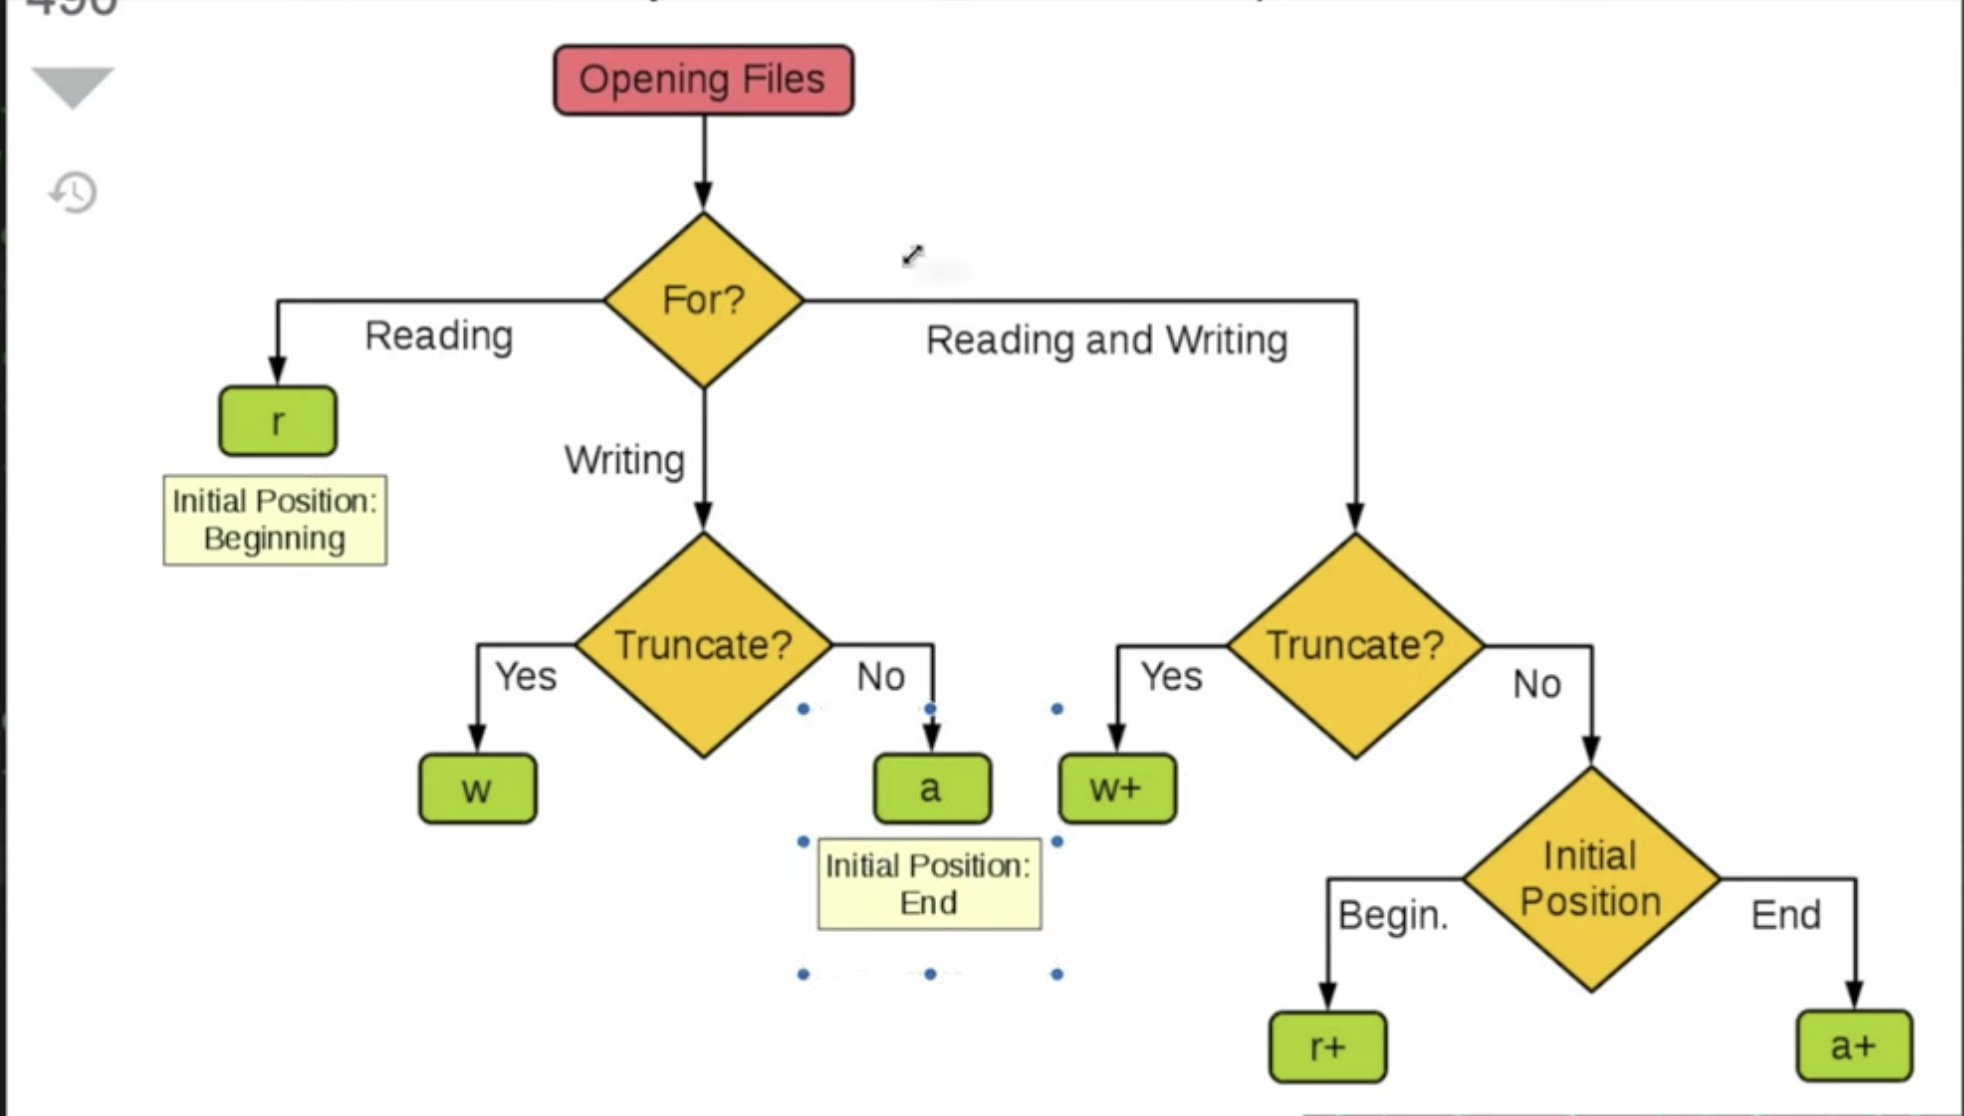 Opening Files
For?
Reading
Reading and Writing
r
Writing
Initial Position:
Beginning
Truncate?
Yes
No
w
a
Initial Position:
End
Truncate?
Yes
No
w+
Initial
Position
Begin.
End
r+
a+